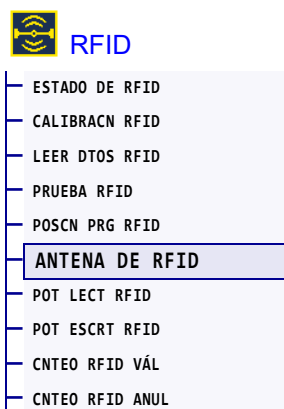 RFID
ESTADO DE RFID
CALIBRACN RFID
LEER DTOS RFID
PRUEBA RFID
POSCN PRG RFID
ANTENA DE RFID
POT LECT RFID
POT ESCRT RFID
CNTEO RFID VÁL
CNTEO RFID ANUL